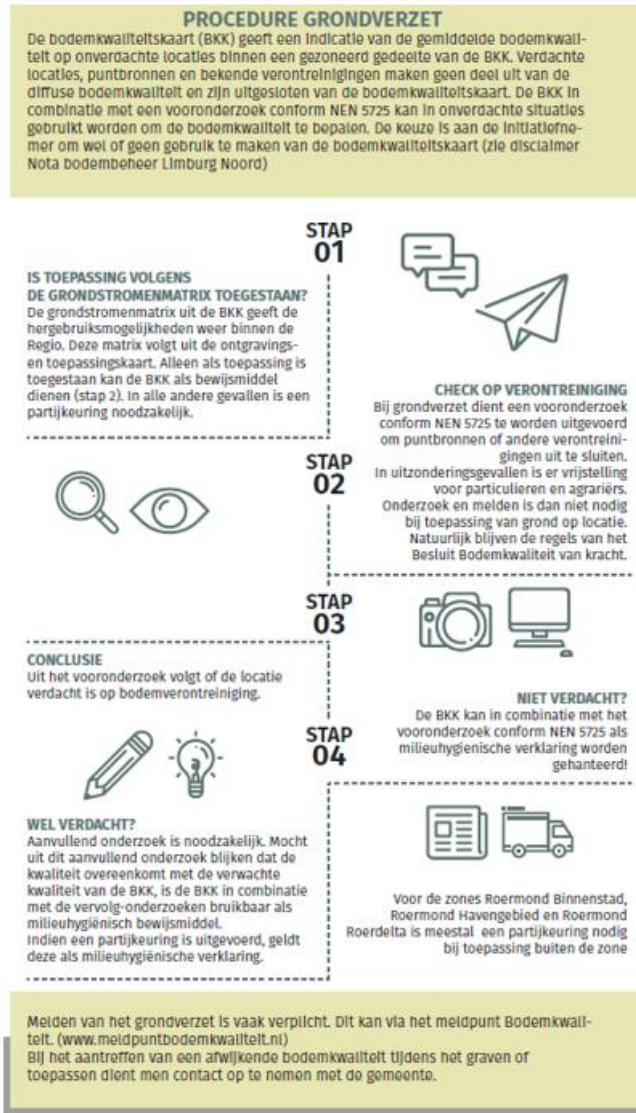 PROCEDURE GRONDVERZET
De bodemkwaliteitskaart (BKK) geeft een indicatie van de gemiddelde bodemkwali-
teit op onverdachte locaties binnen een gezoneerd gedeelte van de BKK. Verdachte
locaties, puntbronnen en bekende verontreinigingen maken geen deel uit van de
diffuse bodemkwaliteit en zijn uitgesloten van de bodemkwaliteitskaart. De BKK in
combinatie met een vooronderzoek conform NEN 5725 kan in onverdachte situaties
gebruikt worden om de bodemkwaliteit te bepalen. De keuze is aan de initiatiefne-
mer om wel of geen gebruik te maken van de bodemkwaliteitskaart (zie disclaimer
Nota bodembeheer Limburg Noord)
STAP
01
IS TOEPASSING VOLGENS
DE GRONDSTROMENMATRIX TOEGESTAAN?
De grondstromenmatrix uit de BKK geeft de
hergebruiksmogelijkheden weer binnen de
Regio. Deze matrix volgt uit de ontgravings-
en toepassingskaart. Alleen als toepassing is
toegestaan kan de BKK als bewijsmiddel
dienen (stap 2). In alle andere gevallen is een
partijkeuring noodzakelijk.
STAP
02
CHECK OP VERONTREINIGING
Bij grondverzet dient een vooronderzoek
conform NEN 5725 te worden uitgevoerd
om puntbronnen of andere verontreini-
gingen uit te sluiten.
In uitzonderingsgevallen is er vrijstelling
voor particulieren en agrariërs.
Onderzoek en melden is dan niet nodig
bij toepassing van grond op locatie.
Natuurlijk blijven de regels van het
Besluit Bodemkwaliteit van kracht.
STAP
03
CONCLUSIE
Uit het vooronderzoek volgt of de locatie
verdacht is op bodemverontreiniging.
NIET VERDACHT?
De BKK kan in combinatie met het
vooronderzoek conform NEN 5725 als
milieuhygienische verklaring worden
gehanteerd!
STAP
04
WEL VERDACHT?
Aanvullend onderzoek is noodzakelijk. Mocht
uit dit aanvullend onderzoek blijken dat de
kwaliteit overeenkomt met de verwachte
kwaliteit van de BKK, is de BKK in combinatie
met de vervolg-onderzoeken bruikbaar als
milieuhygiënisch bewijsmiddel.
Indien een partijkeuring is uitgevoerd, geldt
deze als milieuhygiënische verklaring.
Voor de zones Roermond Binnenstad,
Roermond Havengebied en Roermond
Roerdelta is meestal een partijkeuring nodig
bij toepassing buiten de zone
Melden van het grondverzet is vaak verplicht. Dit kan via het meldpunt Bodemkwali-
teit. (www.meldpuntbodemkwaliteit.nl)
Bij het aantreffen van een afwijkende bodemkwaliteit tijdens het graven of
toepassen dient men contact op te nemen met de gemeente.